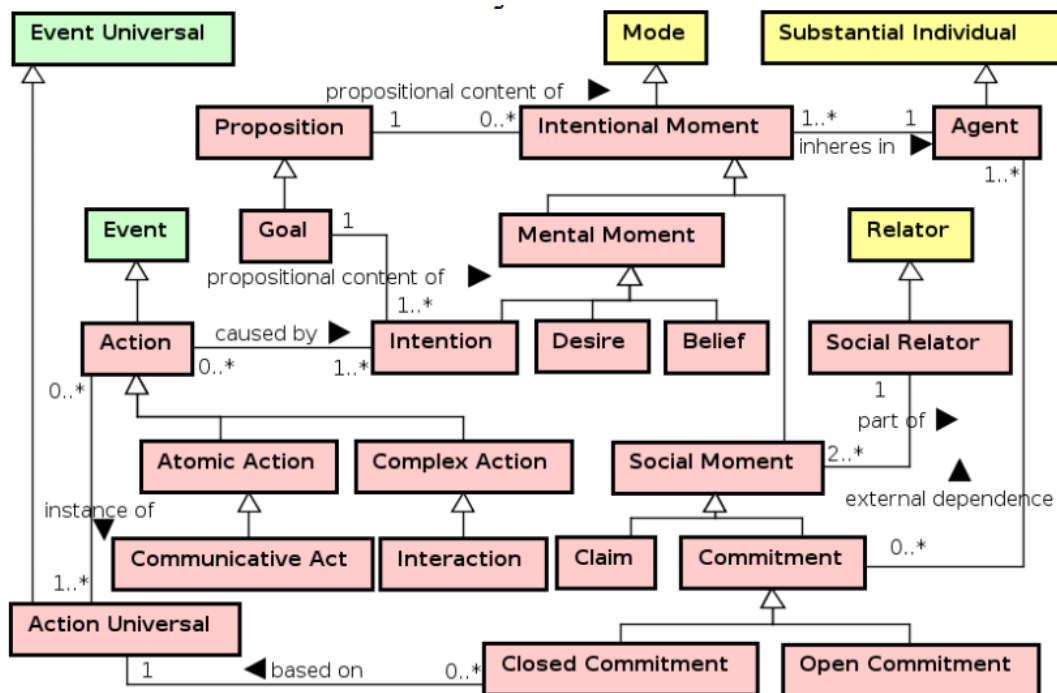 Event Universal
Mode
Substantial Individual
propositional content of
Proposition
1
0..*
Intentional Moment
1..*
1
Agent
inheres in
1..*
Event
Goal
1
Mental Moment
Relator
propositional content of
1..*
Action
caused by
0..*
1..*
Intention
Desire
Belief
Social Relator
0..*
1
part of
Atomic Action
Complex Action
Social Moment
2..*
external dependence
instance of
Communicative Act
Interaction
Claim
Commitment
0..*
1..*
Action Universal
1
based on
0..*
Closed Commitment
Open Commitment